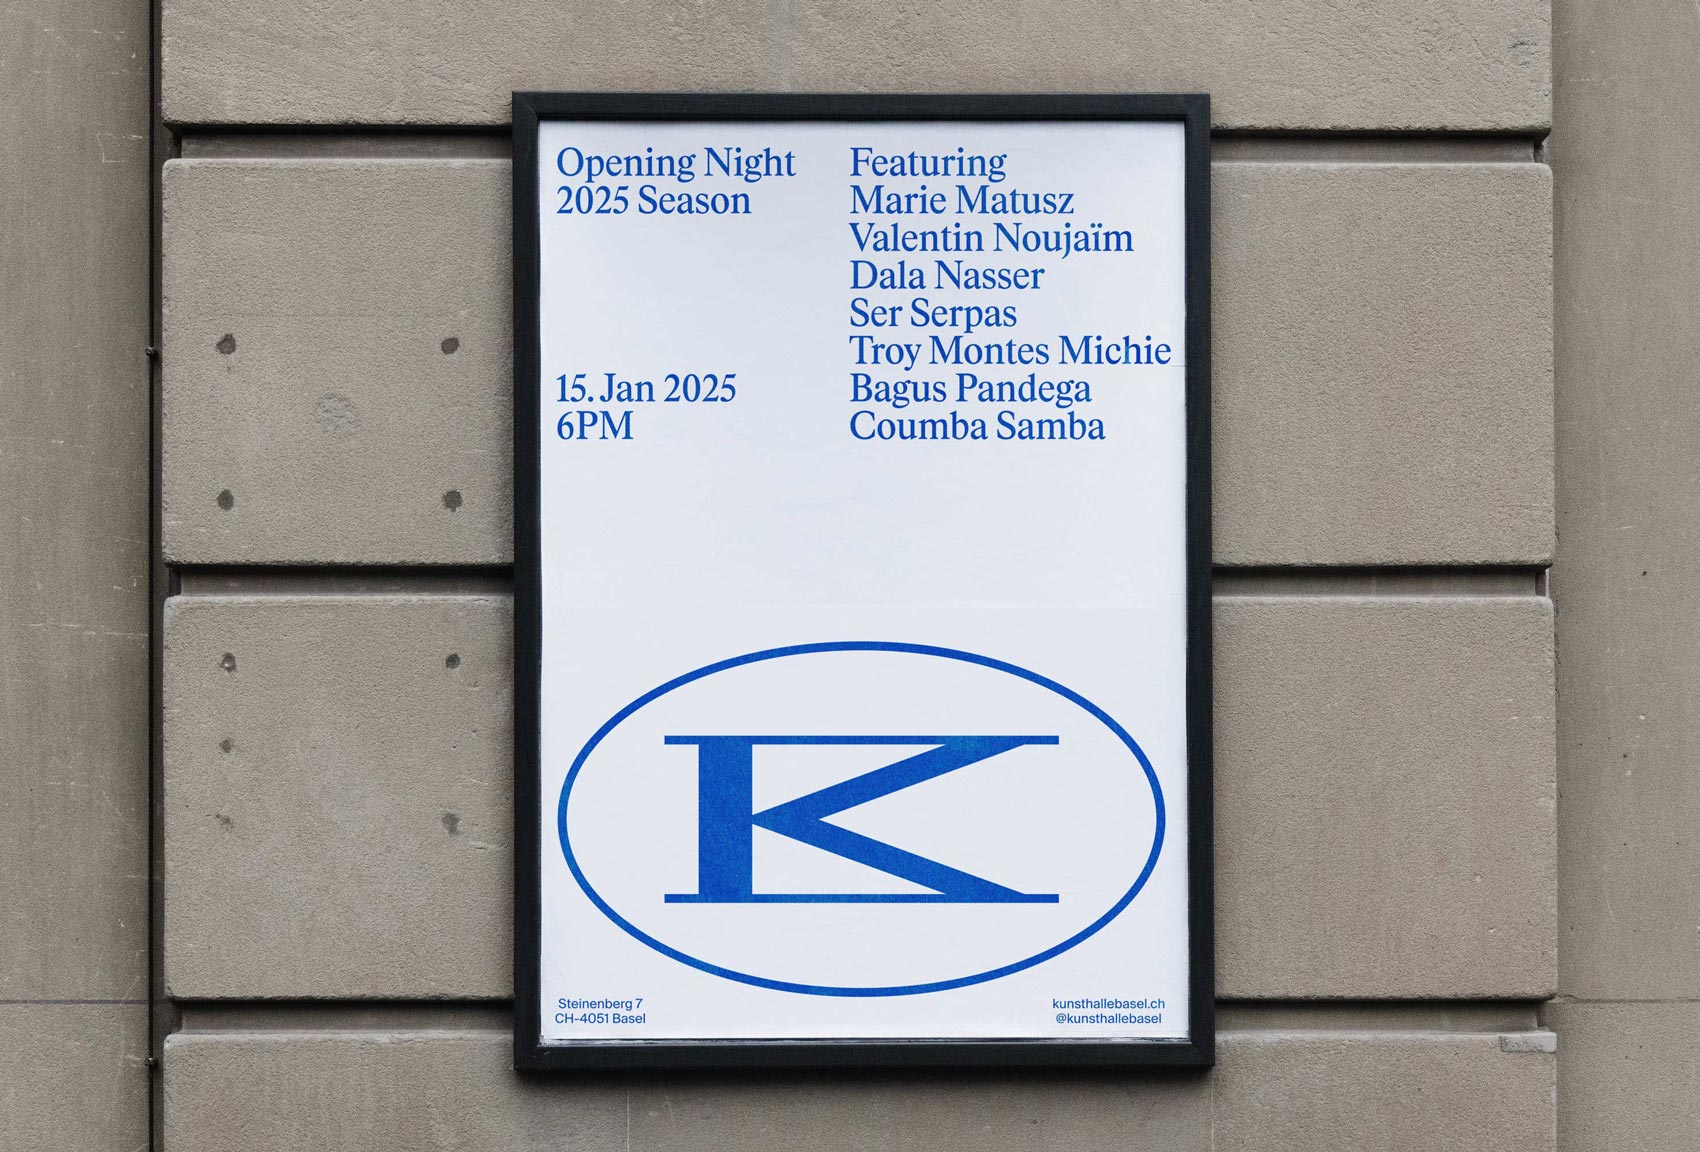 Opening Night
2025 Season
15. Jan 2025
6PM
Featuring
Marie Matusz
Valentin Noujaïm
Dala Nasser
Ser Serpas
Troy Montes Michie
Bagus Pandega
Coumba Samba
K
Steinenberg 7
CH-4051 Basel
kunsthallebasel.ch
@kunsthallebasel